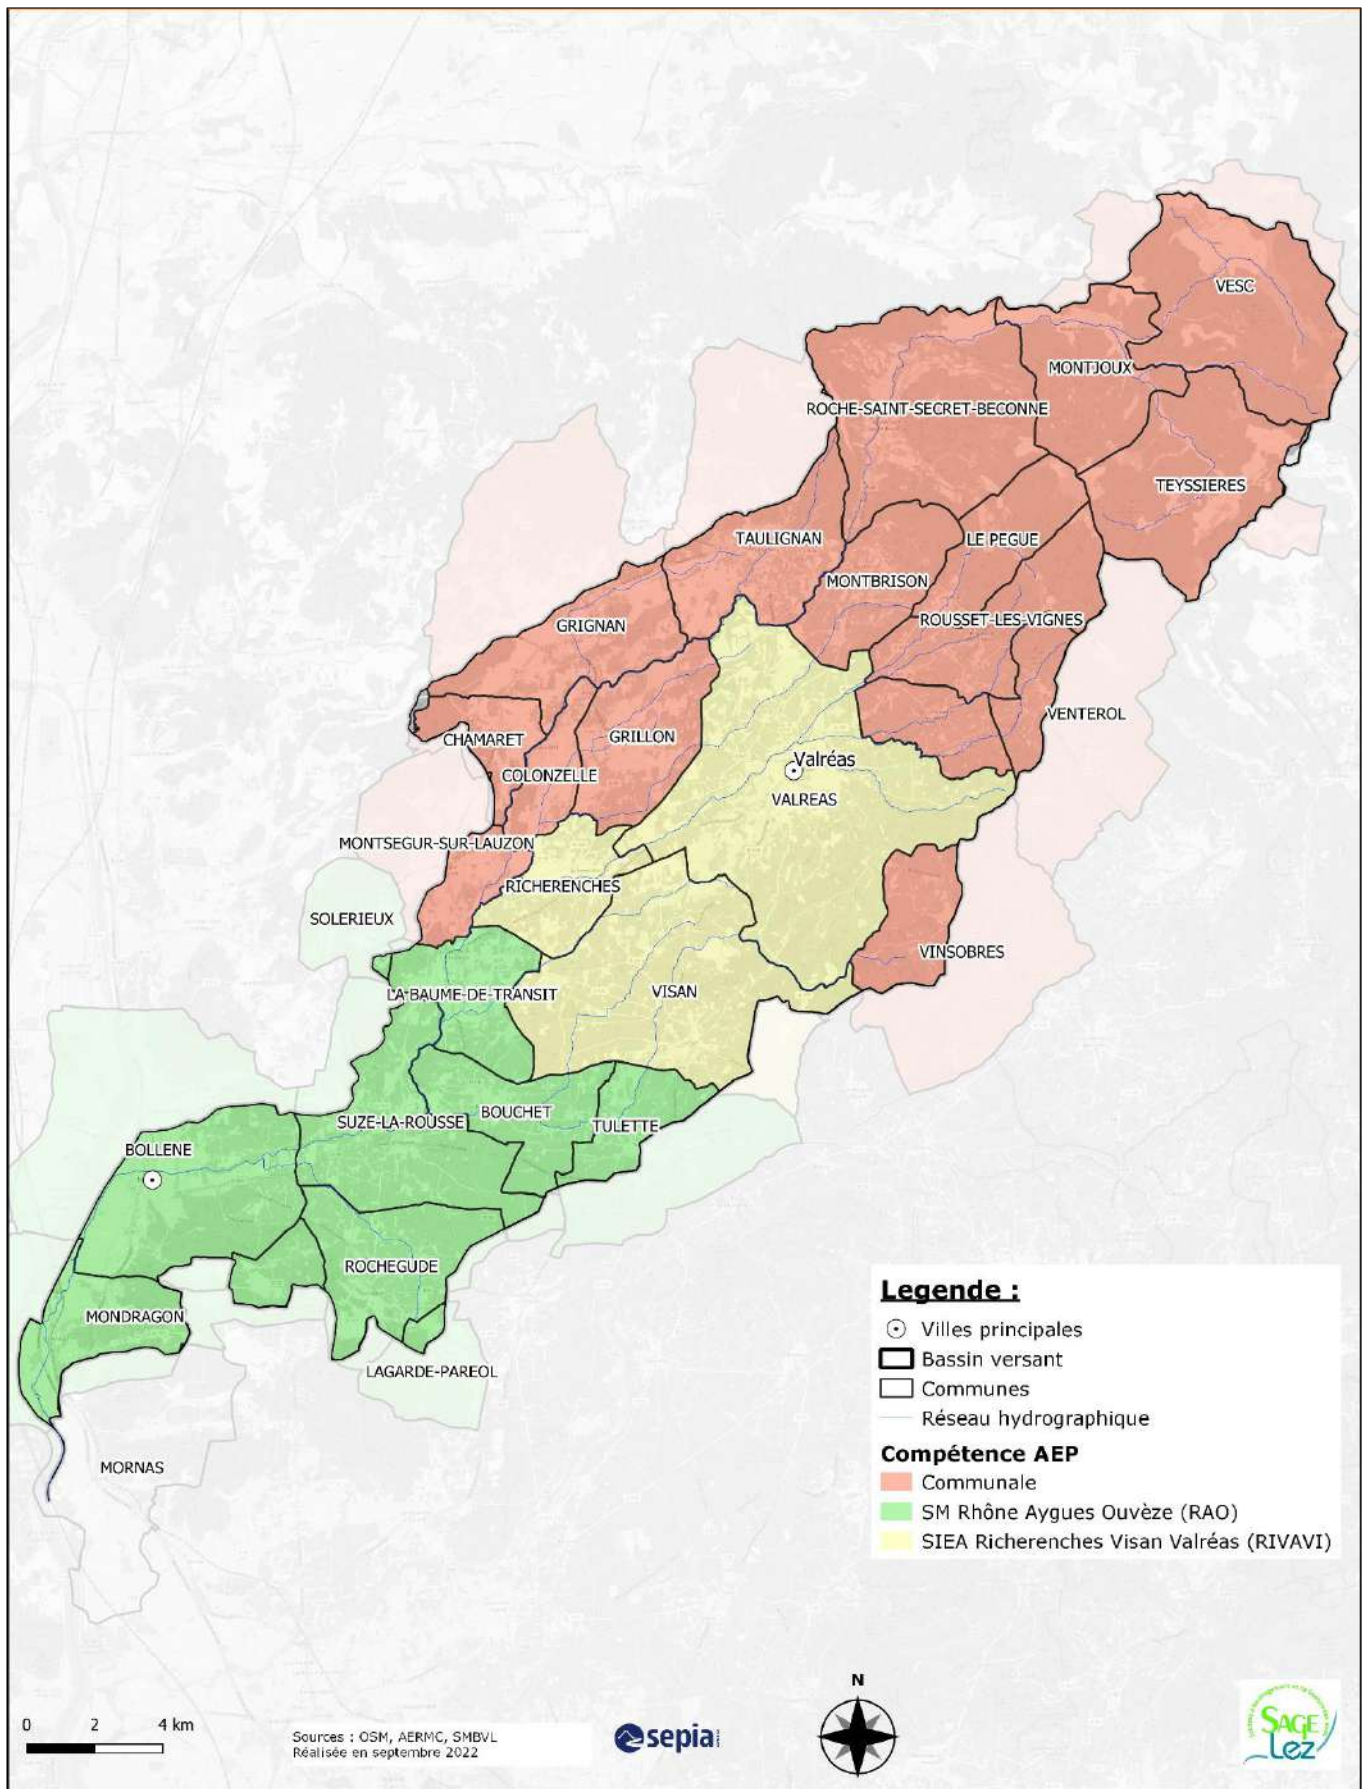 VESC
MONTJOUX
ROCHE-SAINT-SECRET-BECONNE
TEYSSIERES
TAULIGNAN
LE PEGUE
MONTBRISON
GRIGNAN
ROUSSET-LES-VIGNES
VENTEROL
CHAMARET
GRILLON
COLONZELLE
Valréas
VALREAS
MONTSEGUR-SUR-LAUZON
RICHERENCHES
SOLERIEUX
VINSOBRES
LA-BAUME-DE-TRANSIT
VISAN
BOUCHET
SUZE-LA-ROUSSE
TULETTE
BOLLENE
ROCHEGUDE
MONDRAGON
LAGARDE-PAREOL
MORNAS
Legende :
Villes principales
Bassin versant
Communes
Réseau hydrographique
Compétence AEP
Communale
SM Rhône Aygues Ouvèze (RAO)
SIEA Richerenches Visan Valréas (RIVAVI)
N
0 2 4 km
Sources : OSM, AERMC, SMBVL
Réalisée en septembre 2022
sepia
SAGE
Lez